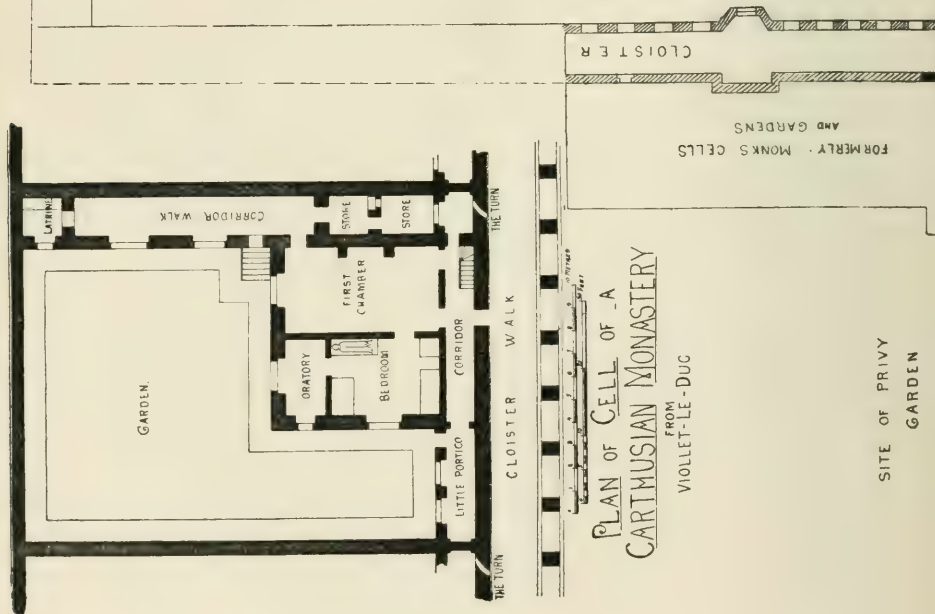 CLOISTER
FORMERLY · MONKS CELLS
AND GARDENS
LATRINE
CORRIDOR WALK
STORE
STORE
THE TURN
FIRST
CHAMBER
GARDEN.
ORATORY
BEDROOM
CORRIDOR
LITTLE PORTICO
CLOISTER WALK
THE TURN
PLAN OF CELL OF A
CARTMUSIAN MONASTERY
FROM
VIOLLET-LE-DUC
SITE OF PRIVY
GARDEN